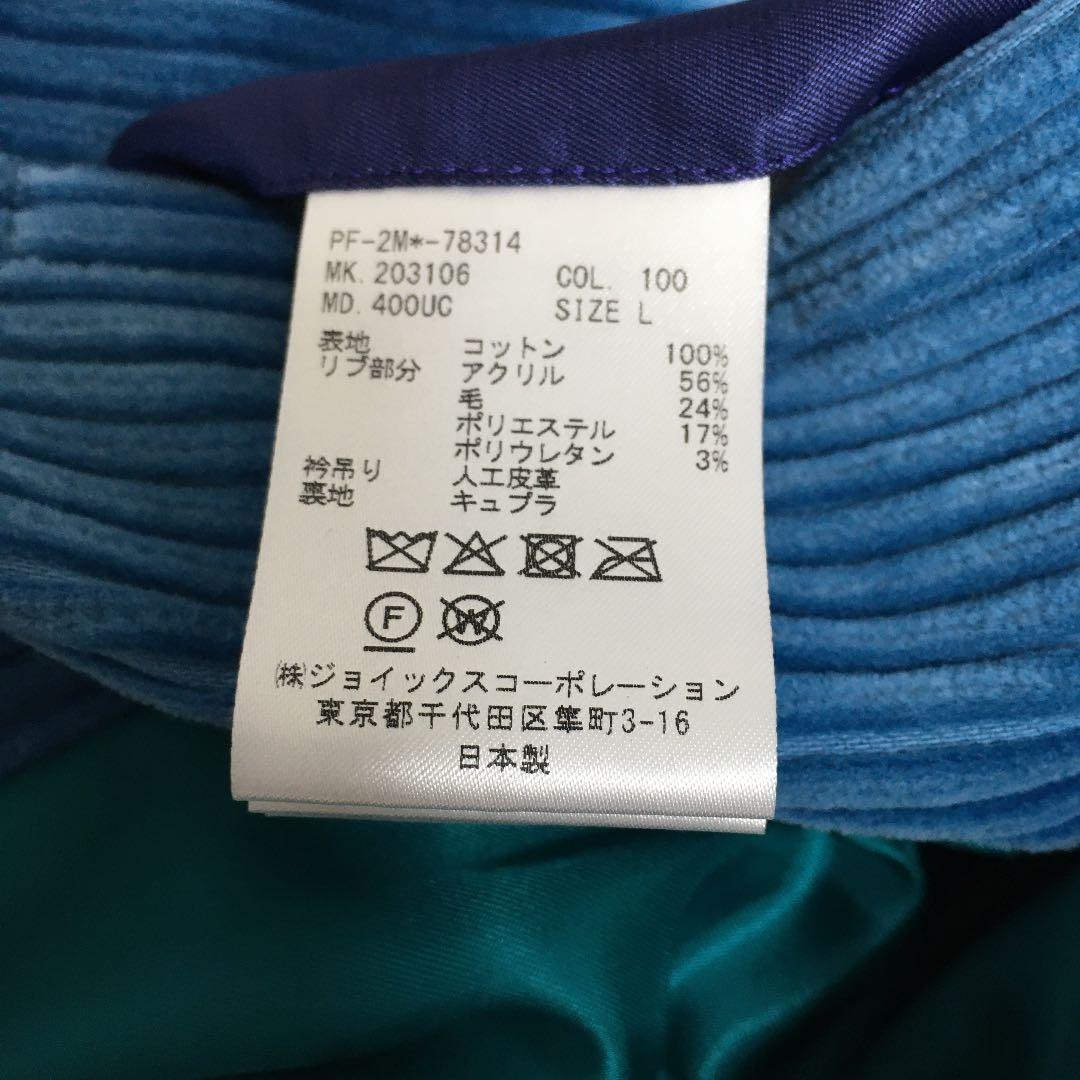 PF-2M*-78314
MK. 203106 COL. 100
MD. 400UC SIZE L
表地 コットン 100%
リブ部分 アクリル 56%
毛 24%
ポリエステル 17%
ポリウレタン 3%
衿吊り 人工皮革
裏地 キュプラ
F W
㈱ジョイックスコーポレーション
東京都千代田区隼町3-16
日本製